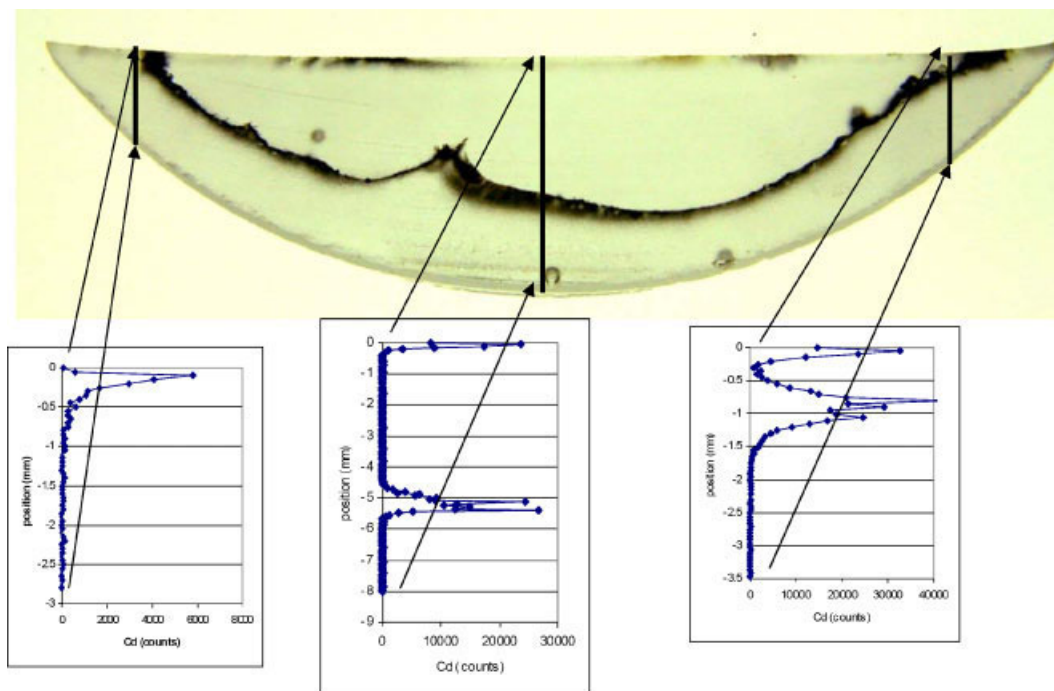 0
-0.5
-1
-1.5
-2
-2.5
-3
position (mm)
0 2000 4000 6000 8000
Cd (counts)
0
-1
-2
-3
-4
-5
-6
-7
-8
-9
position (mm)
0 10000 20000 30000
Cd (counts)
0
-0.5
-1
-1.5
-2
-2.5
-3
-3.5
position (mm)
0 10000 20000 30000 40000
Cd (counts)